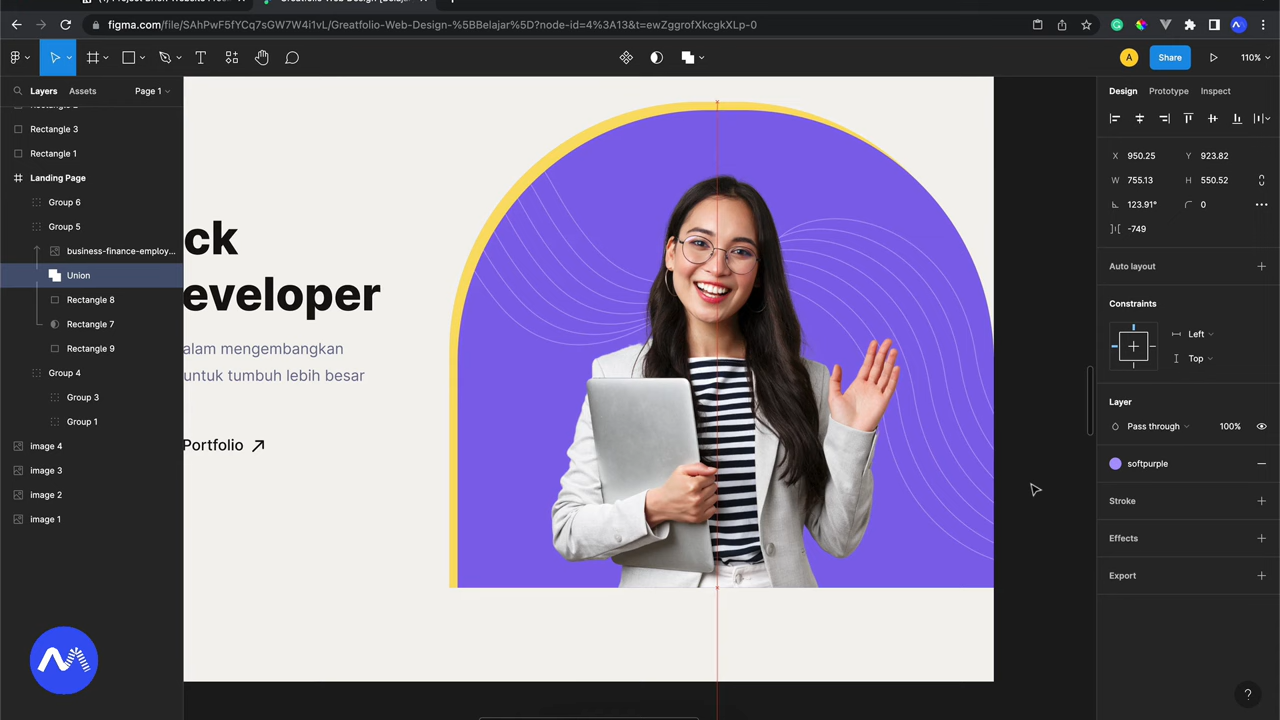 figma.com/file/SAhPwF5fYCq7sGW7W4i1vL/Greatfolio-Web-Design-%5BBelajar%5D?node-id=4%3A13&t=ewZggrofXkcgkXLp-0
A
Share
110%
Layers
Assets
Page 1
Design
Prototype
Inspect
Rectangle 3
Rectangle 1
Landing Page
Group 6
Group 5
business-finance-employ...
Union
Rectangle 8
Rectangle 7
Rectangle 9
Group 4
Group 3
Group 1
image 4
image 3
image 2
image 1
ck
eveloper
alam mengembangkan
untuk tumbuh lebih besar
Portfolio
X 950.25 Y 923.82
W 755.13 H 550.52
123.91° 0
-749
Auto layout
Constraints
Left
Top
Layer
Pass through 100%
softpurple
Stroke
Effects
Export
?